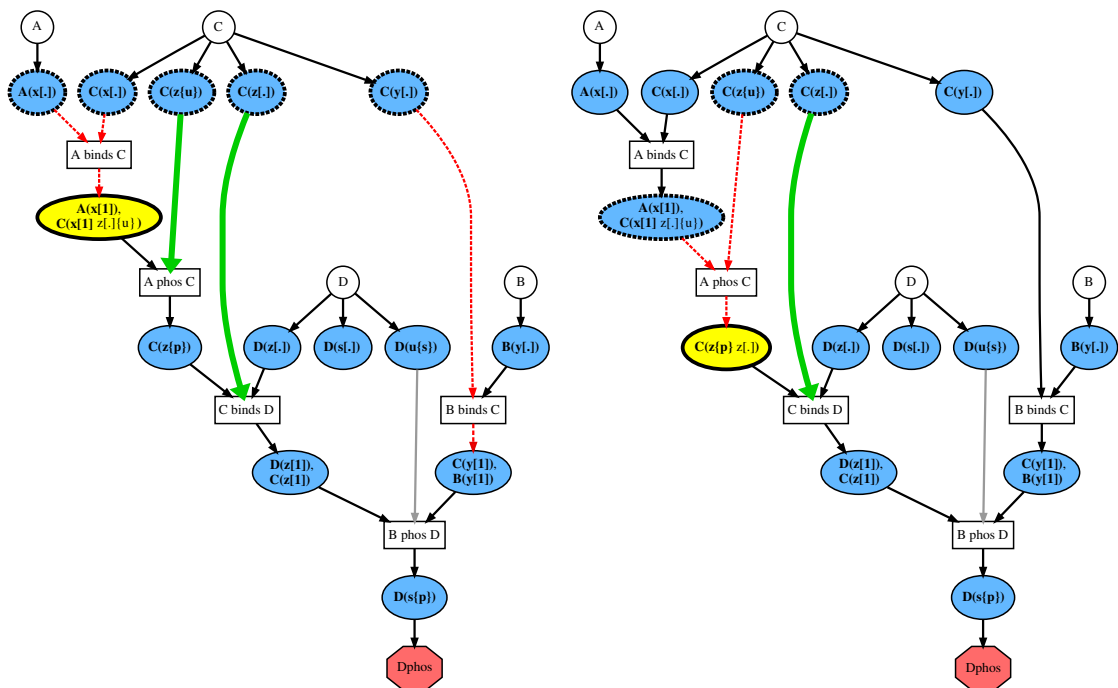 A
C
A
C
A(x[.])
C(x[.])
C(z{u})
C(z[.])
C(y[.])
A(x[.])
C(x[.])
C(z{u})
C(z[.])
C(y[.])
A binds C
A binds C
A(x[1]),
C(x[1] z[.]{u})
A(x[1]),
C(x[1] z[.]{u})
A phos C
D
B
A phos C
D
B
C(z{p})
D(z[.])
D(s[.])
D(u{s})
B(y[.])
C(z{p} z[.])
D(z[.])
D(s[.])
D(u{s})
B(y[.])
C binds D
B binds C
C binds D
B binds C
D(z[1]),
C(z[1])
C(y[1]),
B(y[1])
D(z[1]),
C(z[1])
C(y[1]),
B(y[1])
B phos D
B phos D
D(s{p})
D(s{p})
Dphos
Dphos